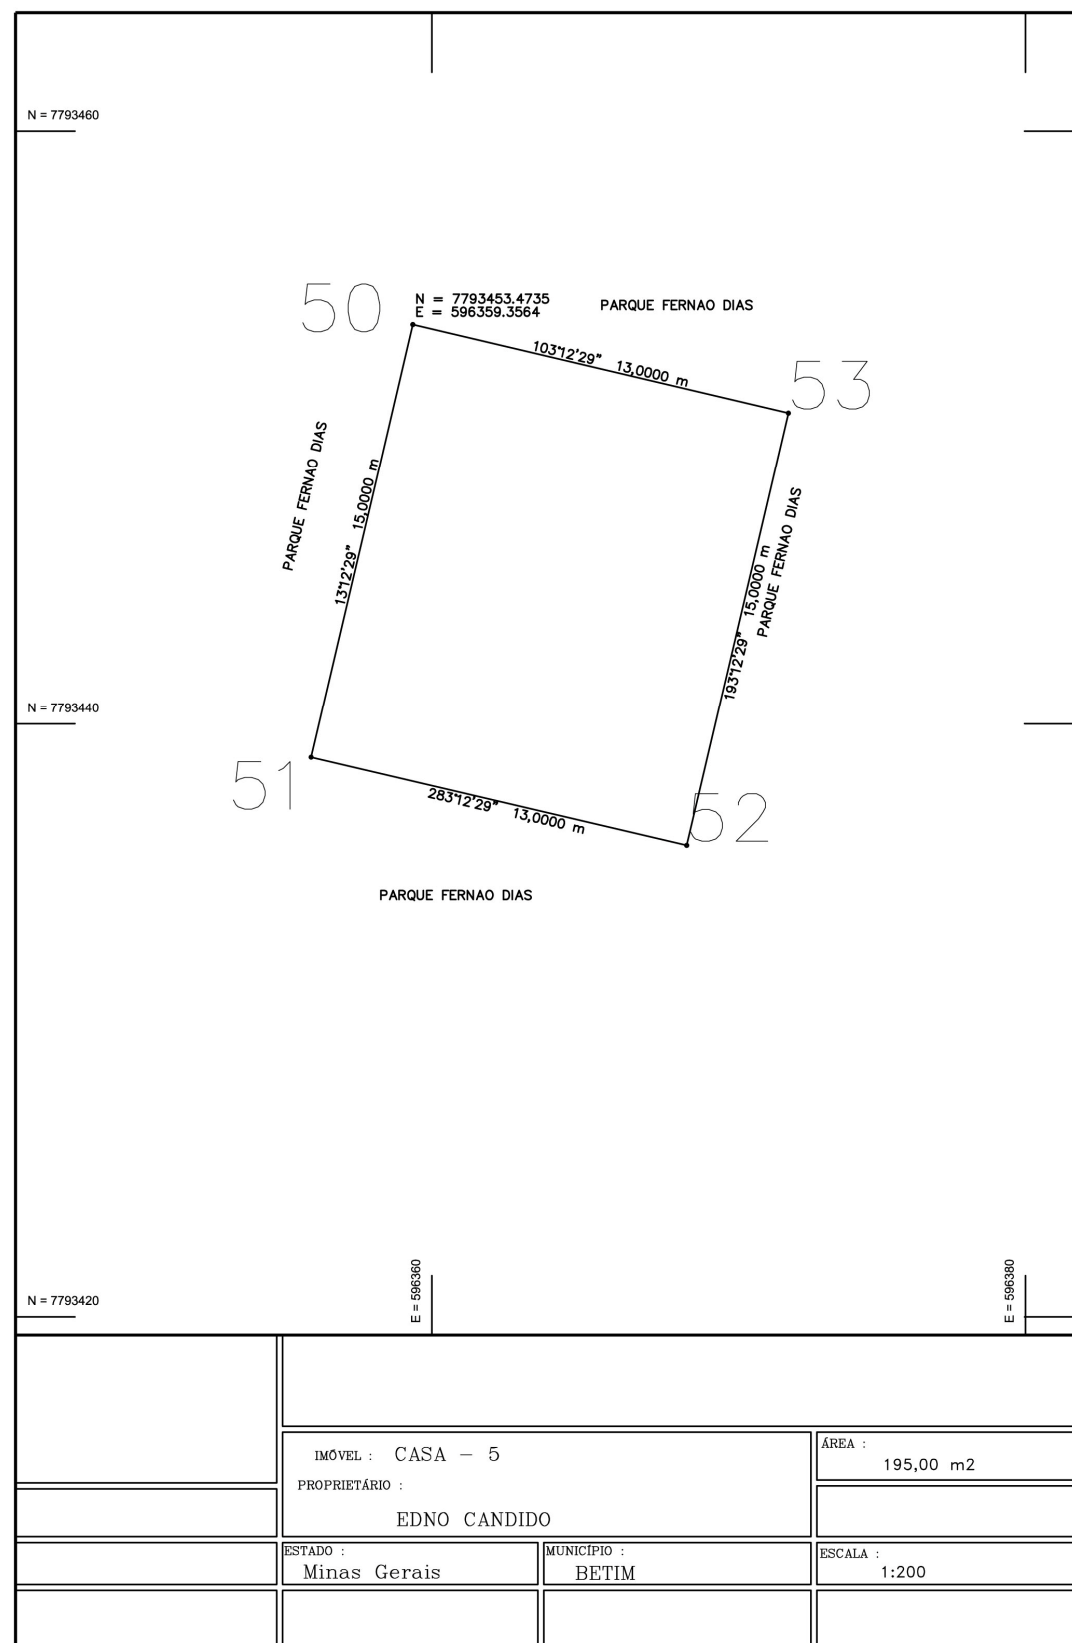 N = 7793460
50
N = 7793453.4735
E = 596359.3564
PARQUE FERNAO DIAS
103°12'29" 13,0000 m
53
PARQUE FERNAO DIAS
13°12'29" 15,0000 m
193°12'29" 15,0000 m
PARQUE FERNAO DIAS
N = 7793440
51
283°12'29" 13,0000 m
52
PARQUE FERNAO DIAS
N = 7793420
E = 596360
E = 596380
IMÓVEL : CASA - 5
ÁREA :
195,00 m2
PROPRIETÁRIO :
EDNO CANDIDO
ESTADO :
Minas Gerais
MUNICÍPIO :
BETIM
ESCALA :
1:200